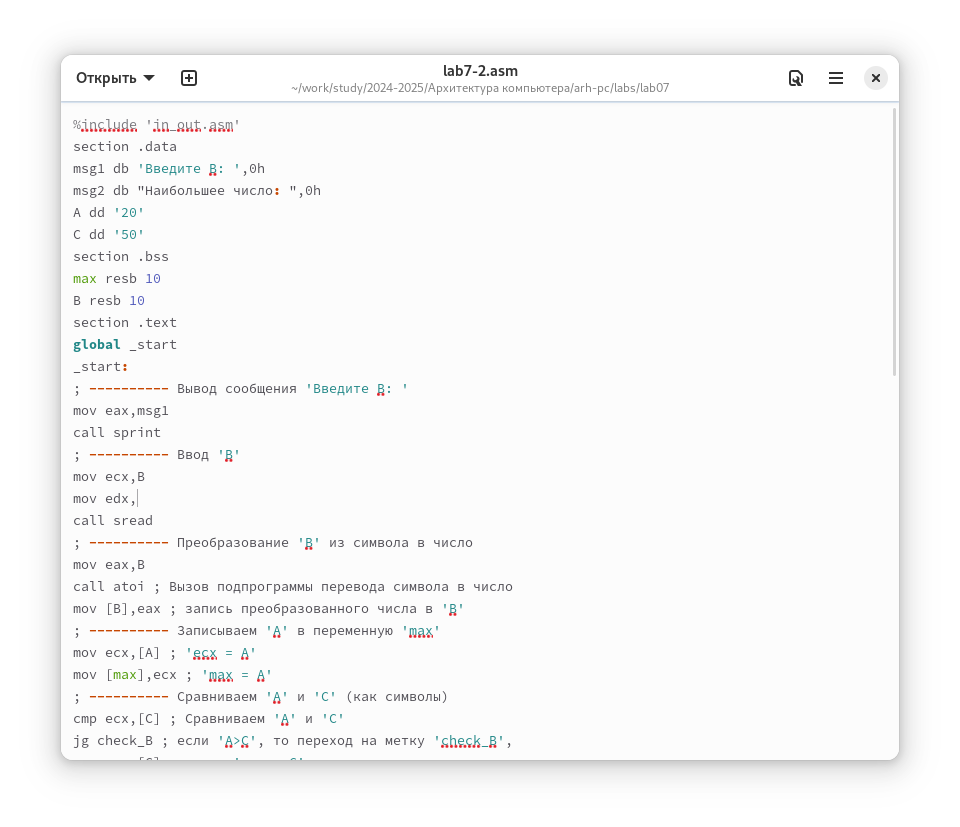 Открыть
lab7-2.asm
~/work/study/2024-2025/Архитектура компьютера/arh-pc/labs/lab07
%include 'in_out.asm'
section .data
msg1 db 'Введите B: ',0h
msg2 db "Наибольшее число: ",0h
A dd '20'
C dd '50'
section .bss
max resb 10
B resb 10
section .text
global _start
_start:
; ---------- Вывод сообщения 'Введите B: '
mov eax,msg1
call sprint
; ---------- Ввод 'B'
mov ecx,B
mov edx,
call sread
; ---------- Преобразование 'B' из символа в число
mov eax,B
call atoi ; Вызов подпрограммы перевода символа в число
mov [B],eax ; запись преобразованного числа в 'B'
; ---------- Записываем 'A' в переменную 'max'
mov ecx,[A] ; 'ecx = A'
mov [max],ecx ; 'max = A'
; ---------- Сравниваем 'A' и 'C' (как символы)
cmp ecx,[C] ; Сравниваем 'A' и 'C'
jg check_B ; если 'A>C', то переход на метку 'check_B',